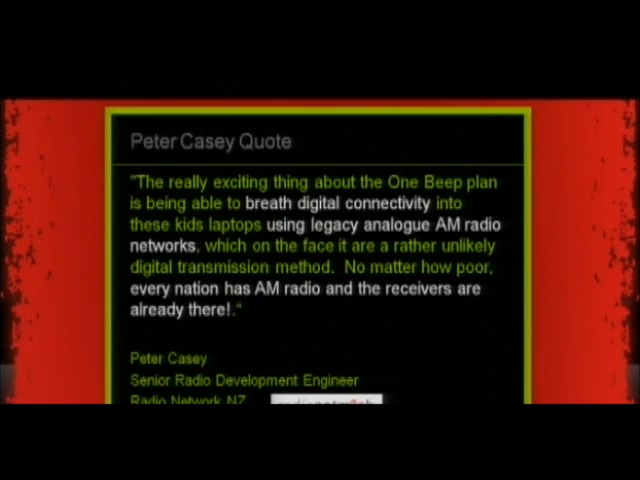 Peter Casey Quote
"The really exciting thing about the One Beep plan
is being able to breath digital connectivity into
these kids laptops using legacy analogue AM radio
networks, which on the face it are a rather unlikely
digital transmission method.  No matter how poor,
every nation has AM radio and the receivers are
already there!."
Peter Casey
Senior Radio Development Engineer
Radio Network NZ